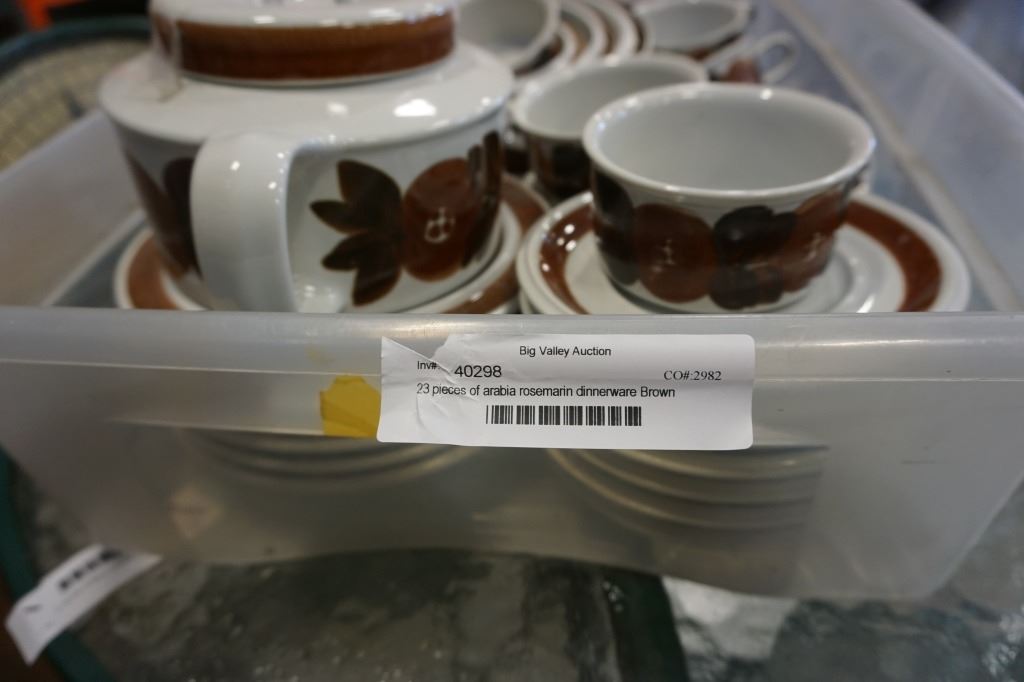 Big Valley Auction
Inv#: 40298 CO#:2982
23 pieces of arabia rosemarin dinnerware Brown